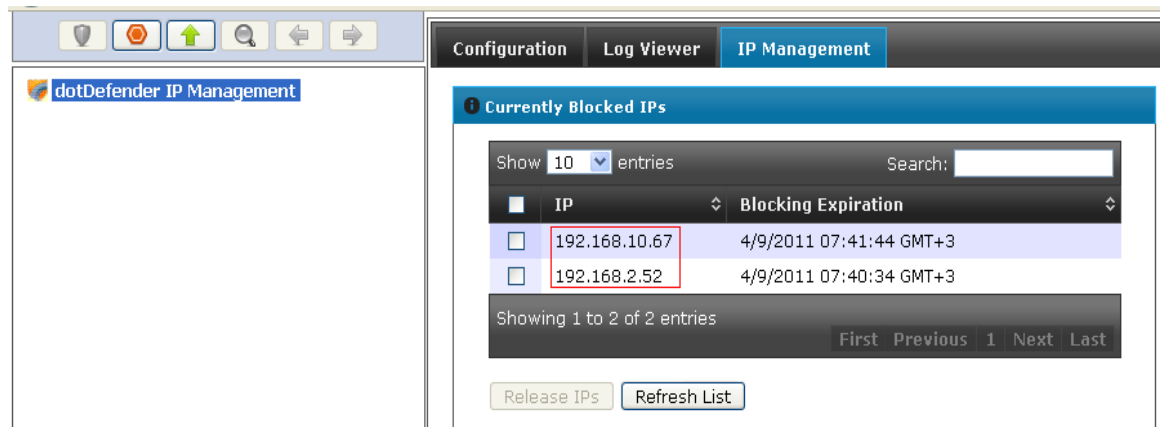 Configuration Log Viewer IP Management
dotDefender IP Management
Currently Blocked IPs
Show 10 entries Search:
IP Blocking Expiration
192.168.10.67 4/9/2011 07:41:44 GMT+3
192.168.2.52 4/9/2011 07:40:34 GMT+3
Showing 1 to 2 of 2 entries
First Previous 1 Next Last
Release IPs Refresh List